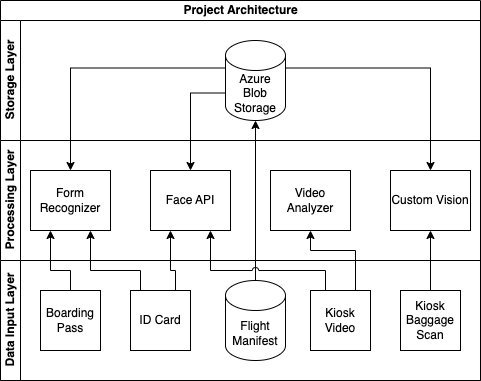 Project Architecture
Storage Layer
Azure
Blob
Storage
Processing Layer
Form
Recognizer
Face API
Video
Analyzer
Custom Vision
Data Input Layer
Boarding
Pass
ID Card
Flight
Manifest
Kiosk
Video
Kiosk
Baggage
Scan